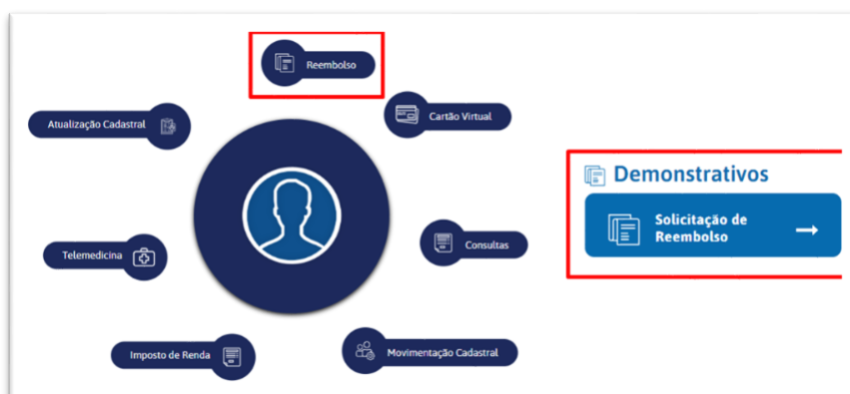 Reembolso
Cartão Virtual
Atualização Cadastral
Consultas
Telemedicina
Movimentação Cadastral
Imposto de Renda
Demonstrativos
Solicitação de
Reembolso